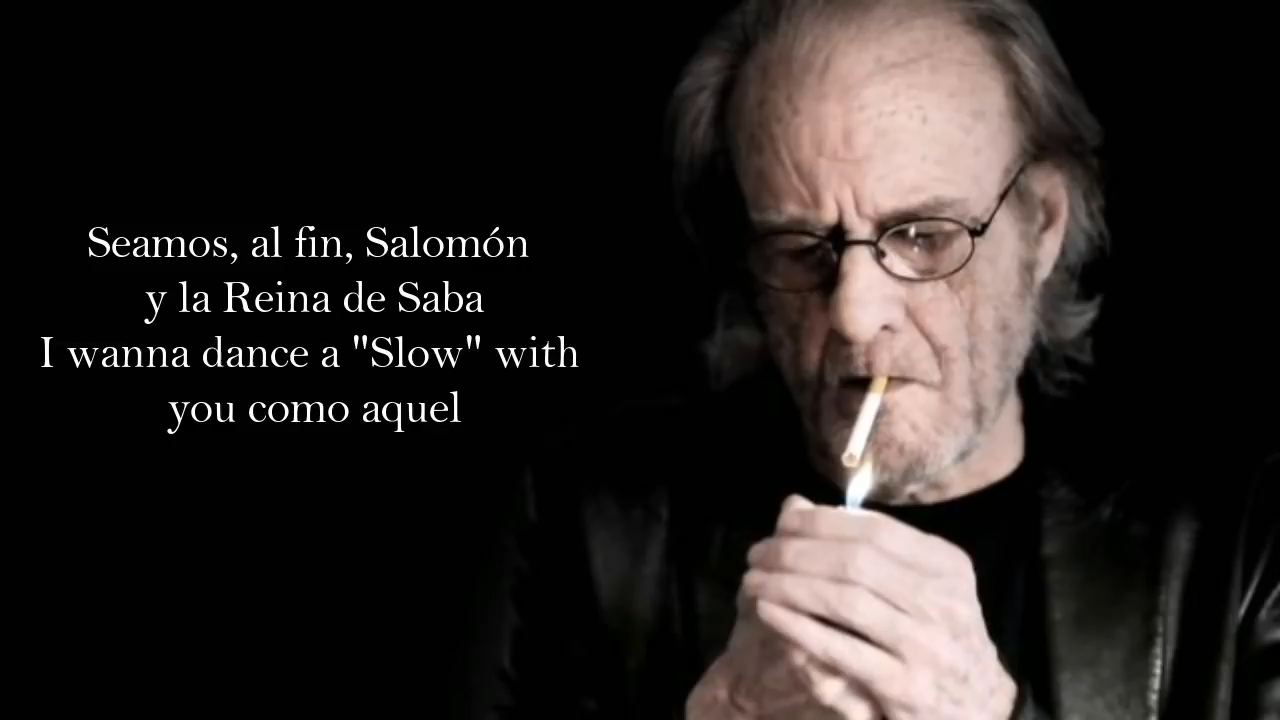 Seamos, al fin, Salomón
y la Reina de Saba
I wanna dance a "Slow" with
you como aquel